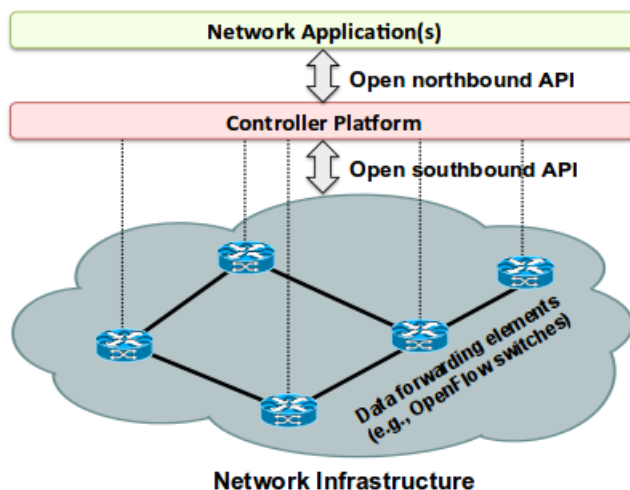 Network Application(s)
Open northbound API
Controller Platform
Open southbound API
Data forwarding elements
(e.g., OpenFlow switches)
Network Infrastructure